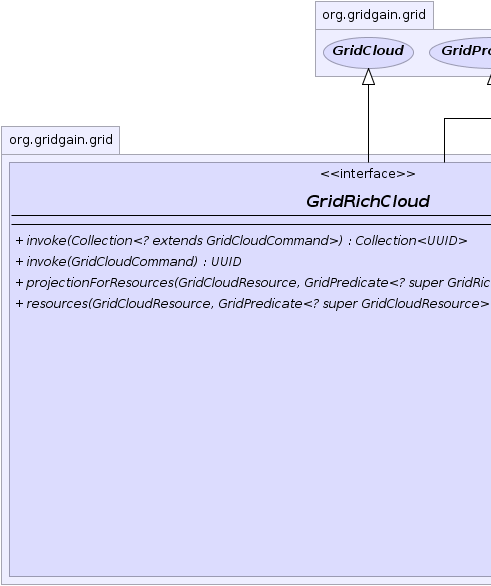 org.gridgain.grid
GridCloud GridPro
org.gridgain.grid
<<interface>>
GridRichCloud
+ invoke(Collection<? extends GridCloudCommand>) : Collection<UUID>
+ invoke(GridCloudCommand) : UUID
+ projectionForResources(GridCloudResource, GridPredicate<? super GridRic
+ resources(GridCloudResource, GridPredicate<? super GridCloudResource>